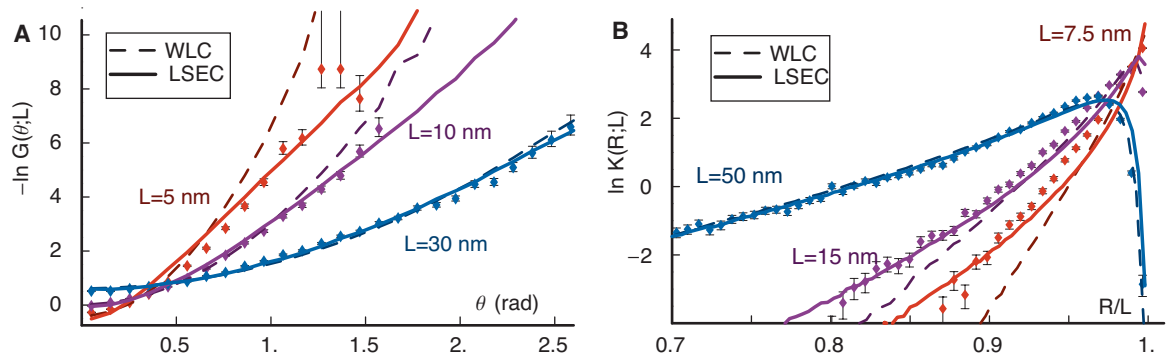 A
WLC
LSEC
−ln G(θ;L)
10
8
6
4
2
0
L=5 nm
L=10 nm
L=30 nm
θ (rad)
0.5
1.
1.5
2.
2.5
B
WLC
LSEC
ln K(R;L)
4
2
0
−2
L=7.5 nm
L=50 nm
L=15 nm
R/L
0.7
0.8
0.9
1.